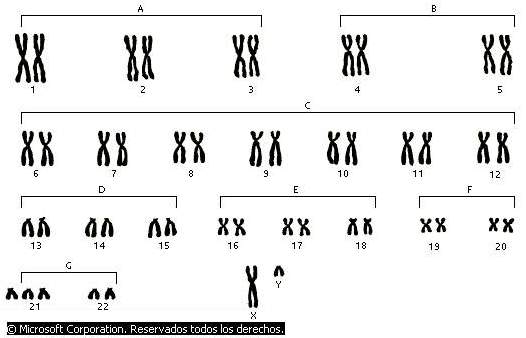 A B
1 2 3 4 5
C
6 7 8 9 10 11 12
D E F
13 14 15 16 17 18 19 20
G
21 22 X Y
© Microsoft Corporation. Reservados todos los derechos.